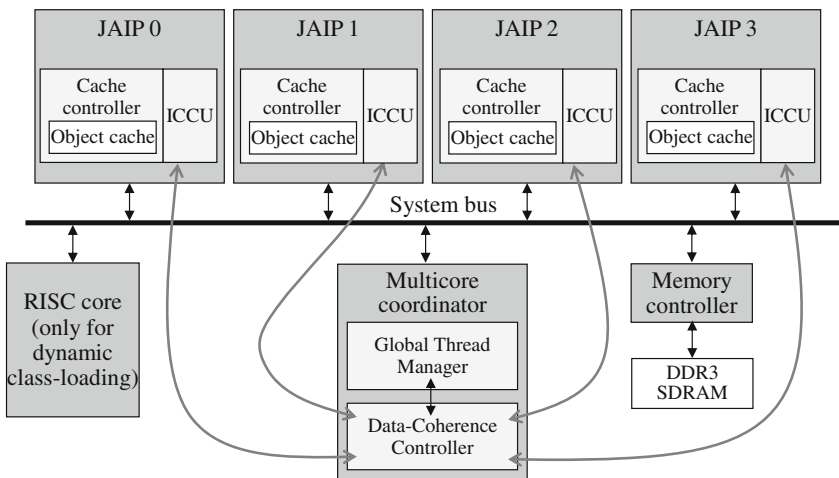 JAIP 0
Cache
controller
Object cache
ICCU
JAIP 1
Cache
controller
Object cache
ICCU
JAIP 2
Cache
controller
Object cache
ICCU
JAIP 3
Cache
controller
Object cache
ICCU
System bus
RISC core
(only for
dynamic
class-loading)
Multicore
coordinator
Global Thread
Manager
Data-Coherence
Controller
Memory
controller
DDR3
SDRAM